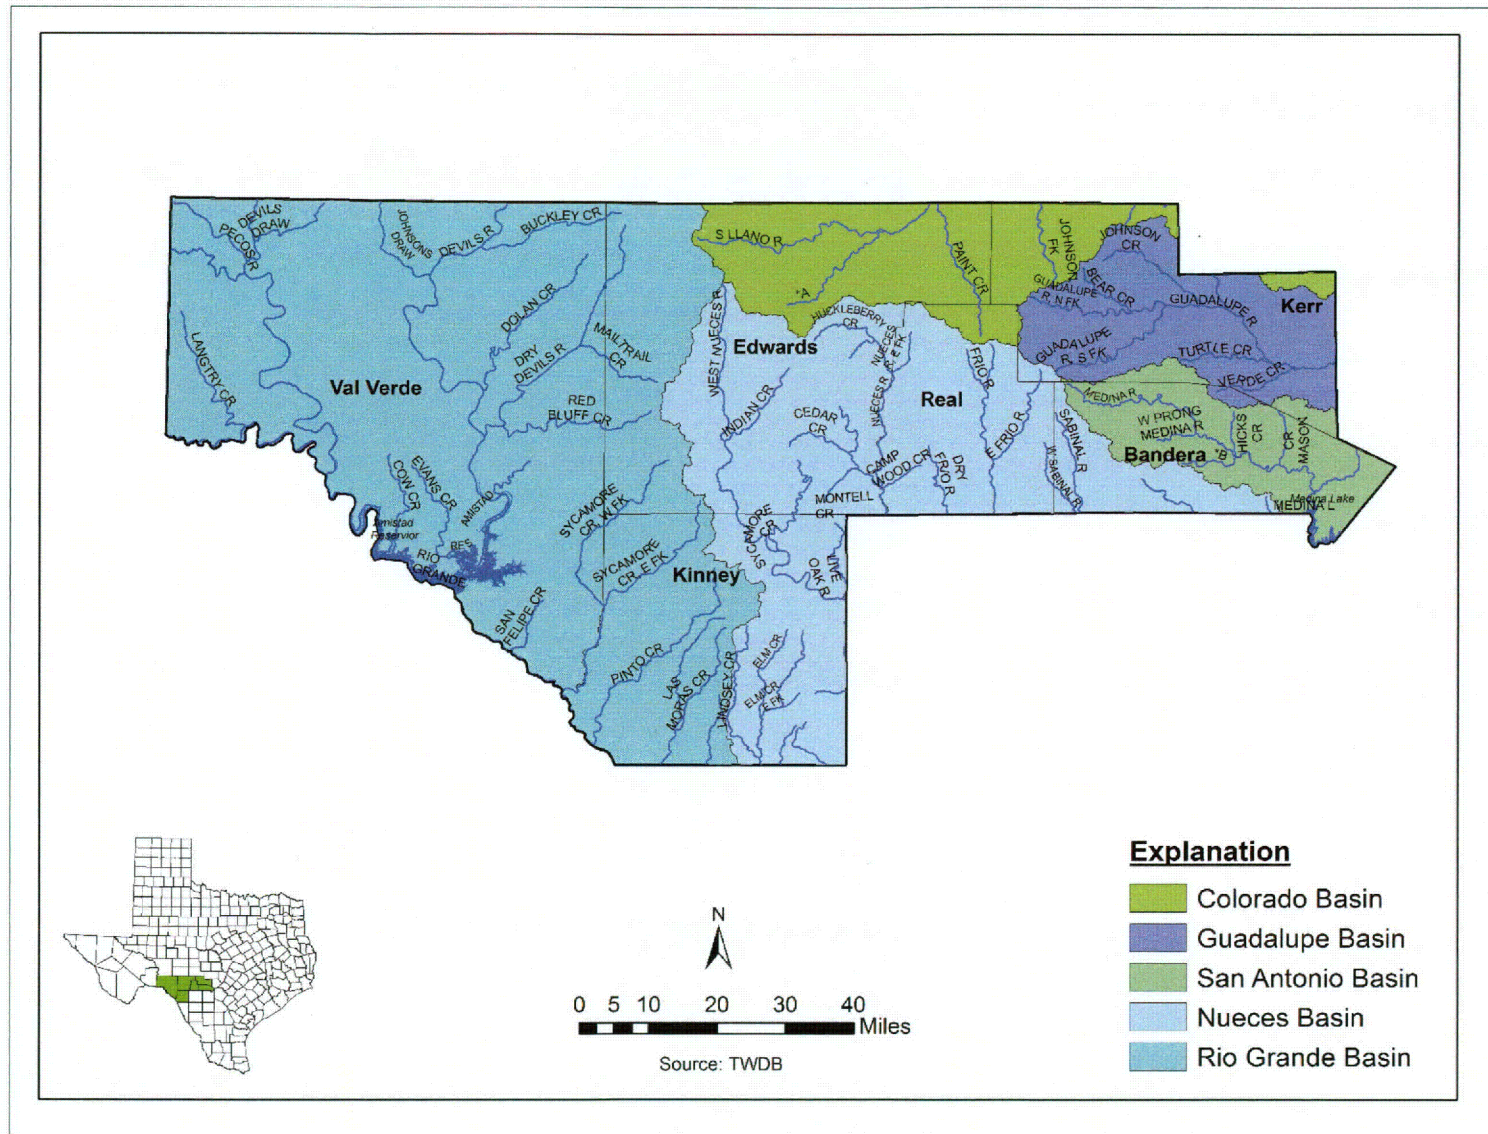 DEVILS
DRAW
PECOS R
JOHNSONS
DRAW
DEVILS R
BUCKLEY CR
S LLANO R
*A
PAINT CR
JOHNSON
FK
JOHNSON
CR
BEAR CR
GUADALUPE
R, N FK
GUADALUPE R
Kerr
GUADALUPE
R, S FK
TURTLE CR
VERDE CR
LANGTRY CR
DOLAN CR
DRY
DEVILS R
MAILTRAIL
CR
Val Verde
RED
BLUFF CR
WEST NUECES R
Edwards
HUCKLEBERRY
CR
NUECES
R, E FK
NUECES R
FRIO R
Real
INDIAN CR
CEDAR
CR
E FRIO R
SABINAL R
W SABINAL R
MEDINA R
W PRONG
MEDINA R
HICKS
CR
CR
MASON
Bandera
*B
CAMP
WOOD CR
DRY
FRIO R
MONTELL
CR
Medina Lake
MEDINA L
COW CR
EVANS CR
AMISTAD
RES
Amistad
Reservior
RIO
GRANDE
SYCAMORE
CR, W FK
SYCAMORE
CR, E FK
SYCAMORE
CR
Kinney
LIVE
OAK R
SAN
FELIPE CR
PINTO CR
LAS
MORAS CR
LINDSEY CR
ELM CR
ELM CR
E FK
Explanation
Colorado Basin
Guadalupe Basin
San Antonio Basin
Nueces Basin
Rio Grande Basin
N
0 5 10 20 30 40
Miles
Source: TWDB